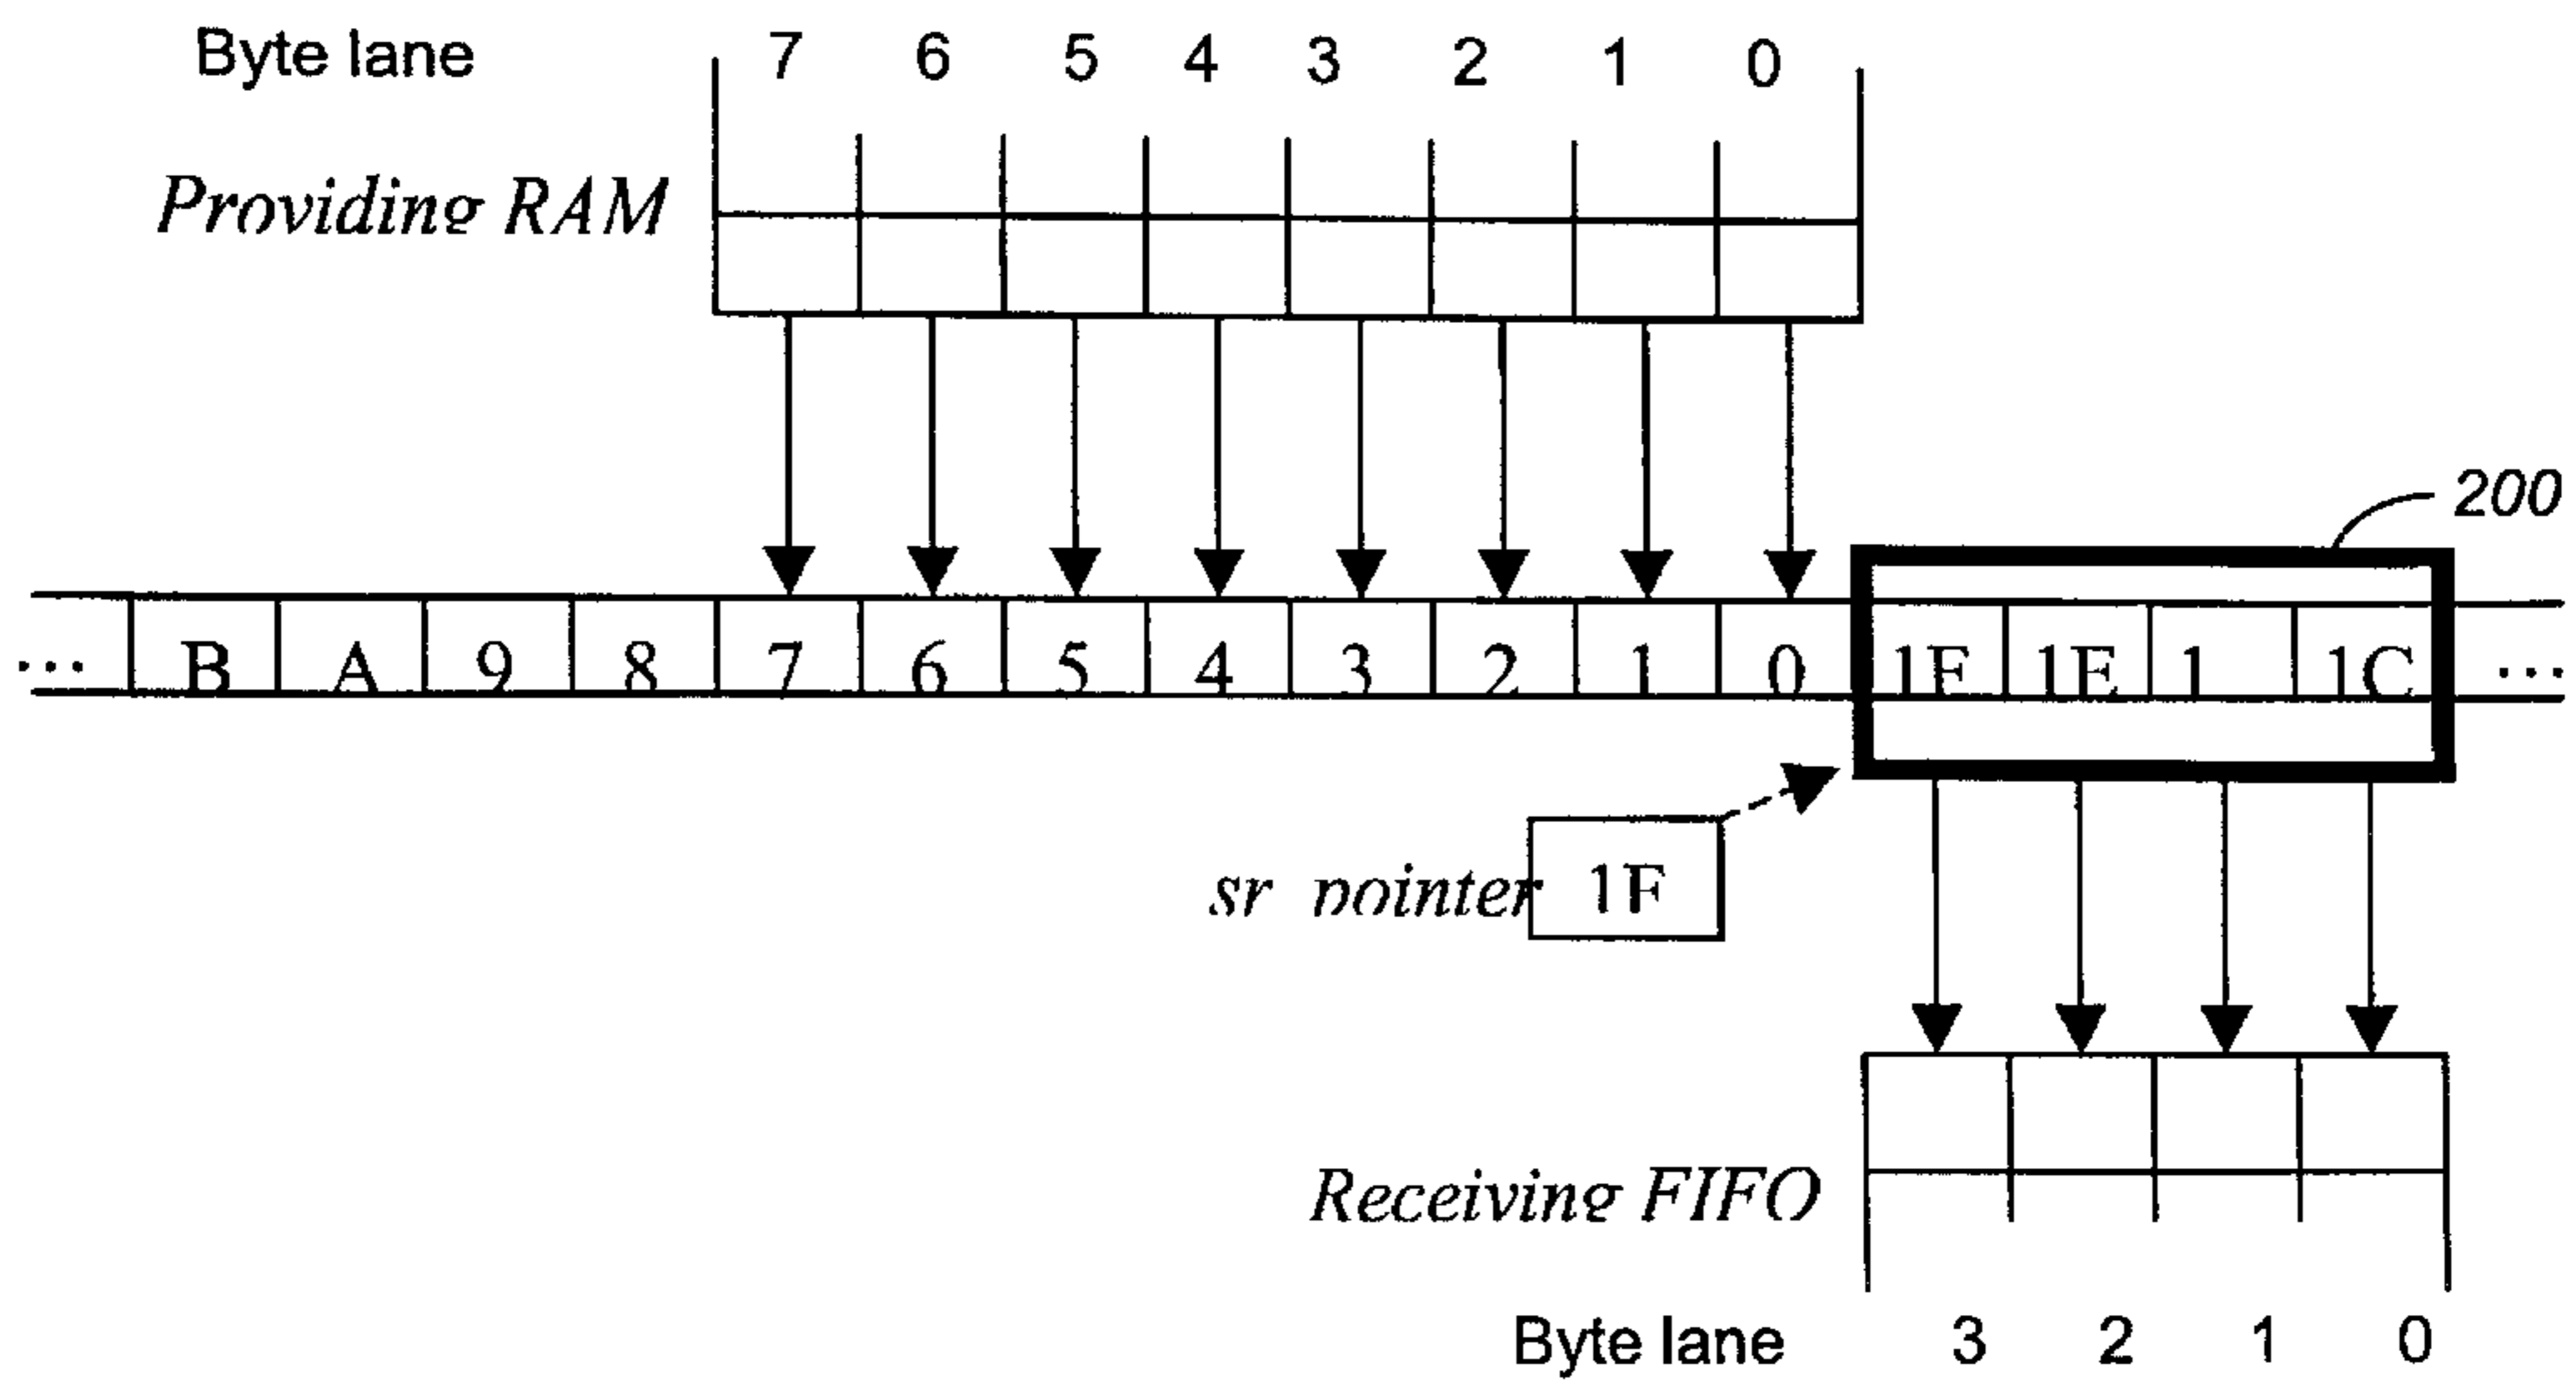 Byte lane 7 6 5 4 3 2 1 0
Providing RAM
200
... B A 9 8 7 6 5 4 3 2 1 0 1F 1E 1 1C ...
sr pointer 1F
Receiving FIFO
Byte lane 3 2 1 0